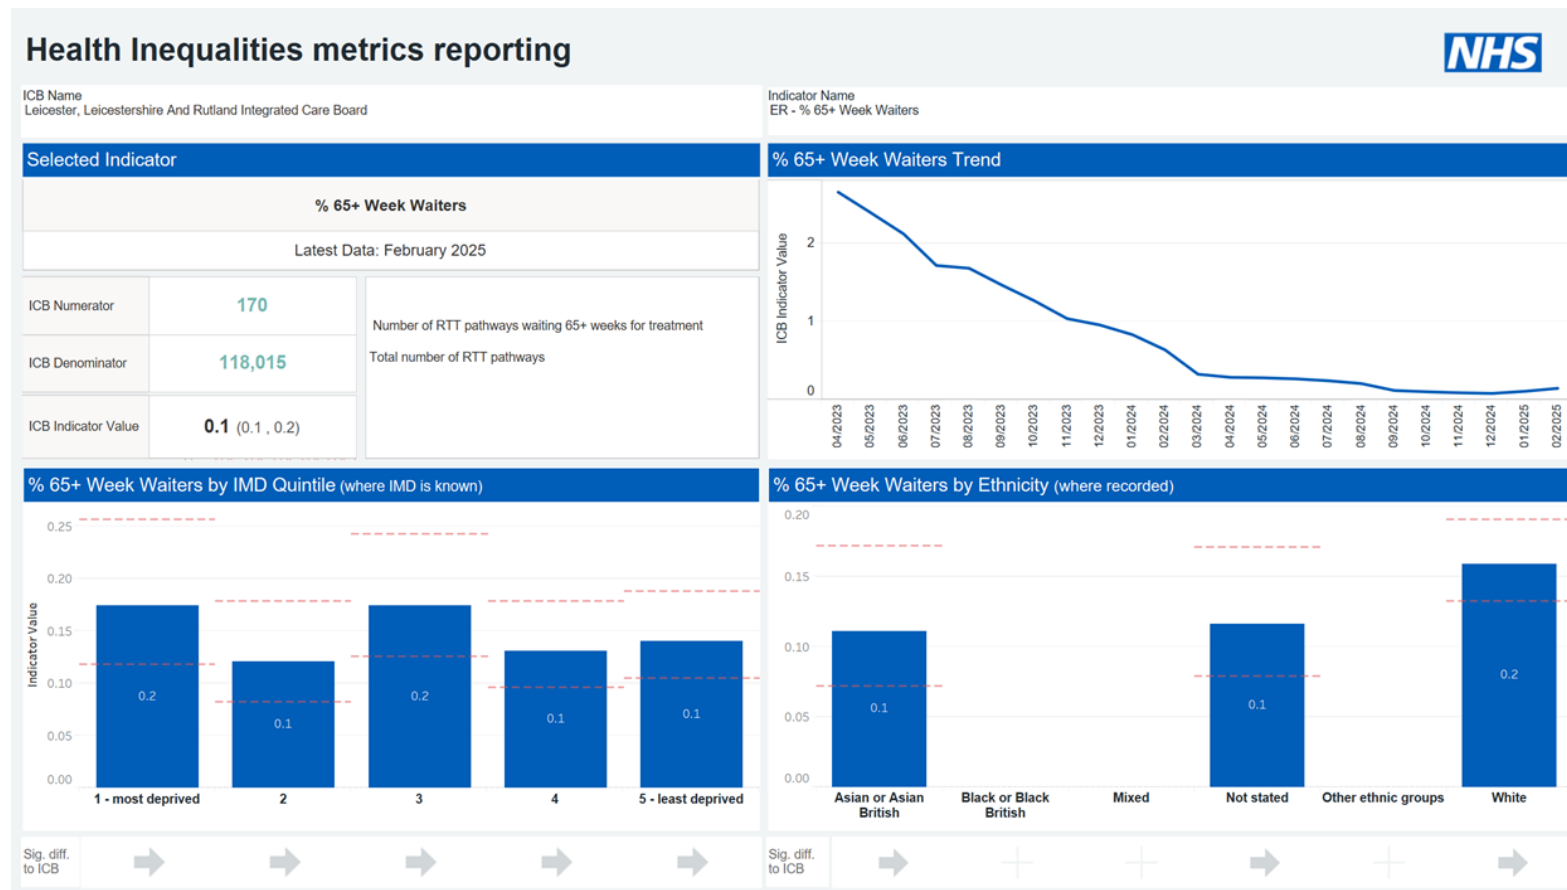 Health Inequalities metrics reporting
NHS
ICB Name
Leicester, Leicestershire And Rutland Integrated Care Board
Indicator Name
ER - % 65+ Week Waiters
Selected Indicator
% 65+ Week Waiters
Latest Data: February 2025
ICB Numerator
170
ICB Denominator
118,015
ICB Indicator Value
0.1 (0.1 , 0.2)
Number of RTT pathways waiting 65+ weeks for treatment
Total number of RTT pathways
% 65+ Week Waiters Trend
ICB Indicator Value
2
1
0
04/2023
05/2023
06/2023
07/2023
08/2023
09/2023
10/2023
11/2023
12/2023
01/2024
02/2024
03/2024
04/2024
05/2024
06/2024
07/2024
08/2024
09/2024
10/2024
11/2024
12/2024
01/2025
02/2025
% 65+ Week Waiters by IMD Quintile (where IMD is known)
Indicator Value
0.25
0.20
0.15
0.10
0.05
0.00
0.2
0.1
0.2
0.1
0.1
1 - most deprived
2
3
4
5 - least deprived
Sig. diff.
to ICB
% 65+ Week Waiters by Ethnicity (where recorded)
0.20
0.15
0.10
0.05
0.00
0.1
0.1
0.2
Asian or Asian
British
Black or Black
British
Mixed
Not stated
Other ethnic groups
White
Sig. diff.
to ICB